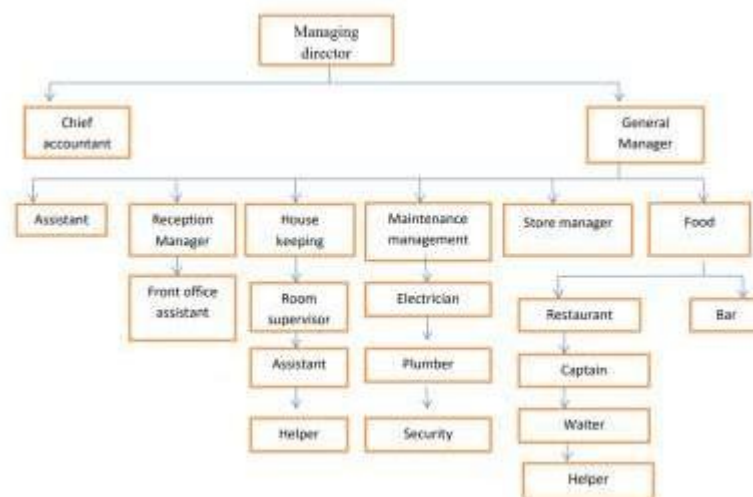 Managing
director
Chief
accountant
General
Manager
Assistant
Reception
Manager
House
keeping
Maintenance
management
Store manager
Food
Front office
assistant
Room
supervisor
Electrician
Restaurant
Bar
Assistant
Plumber
Captain
Helper
Security
Waiter
Helper